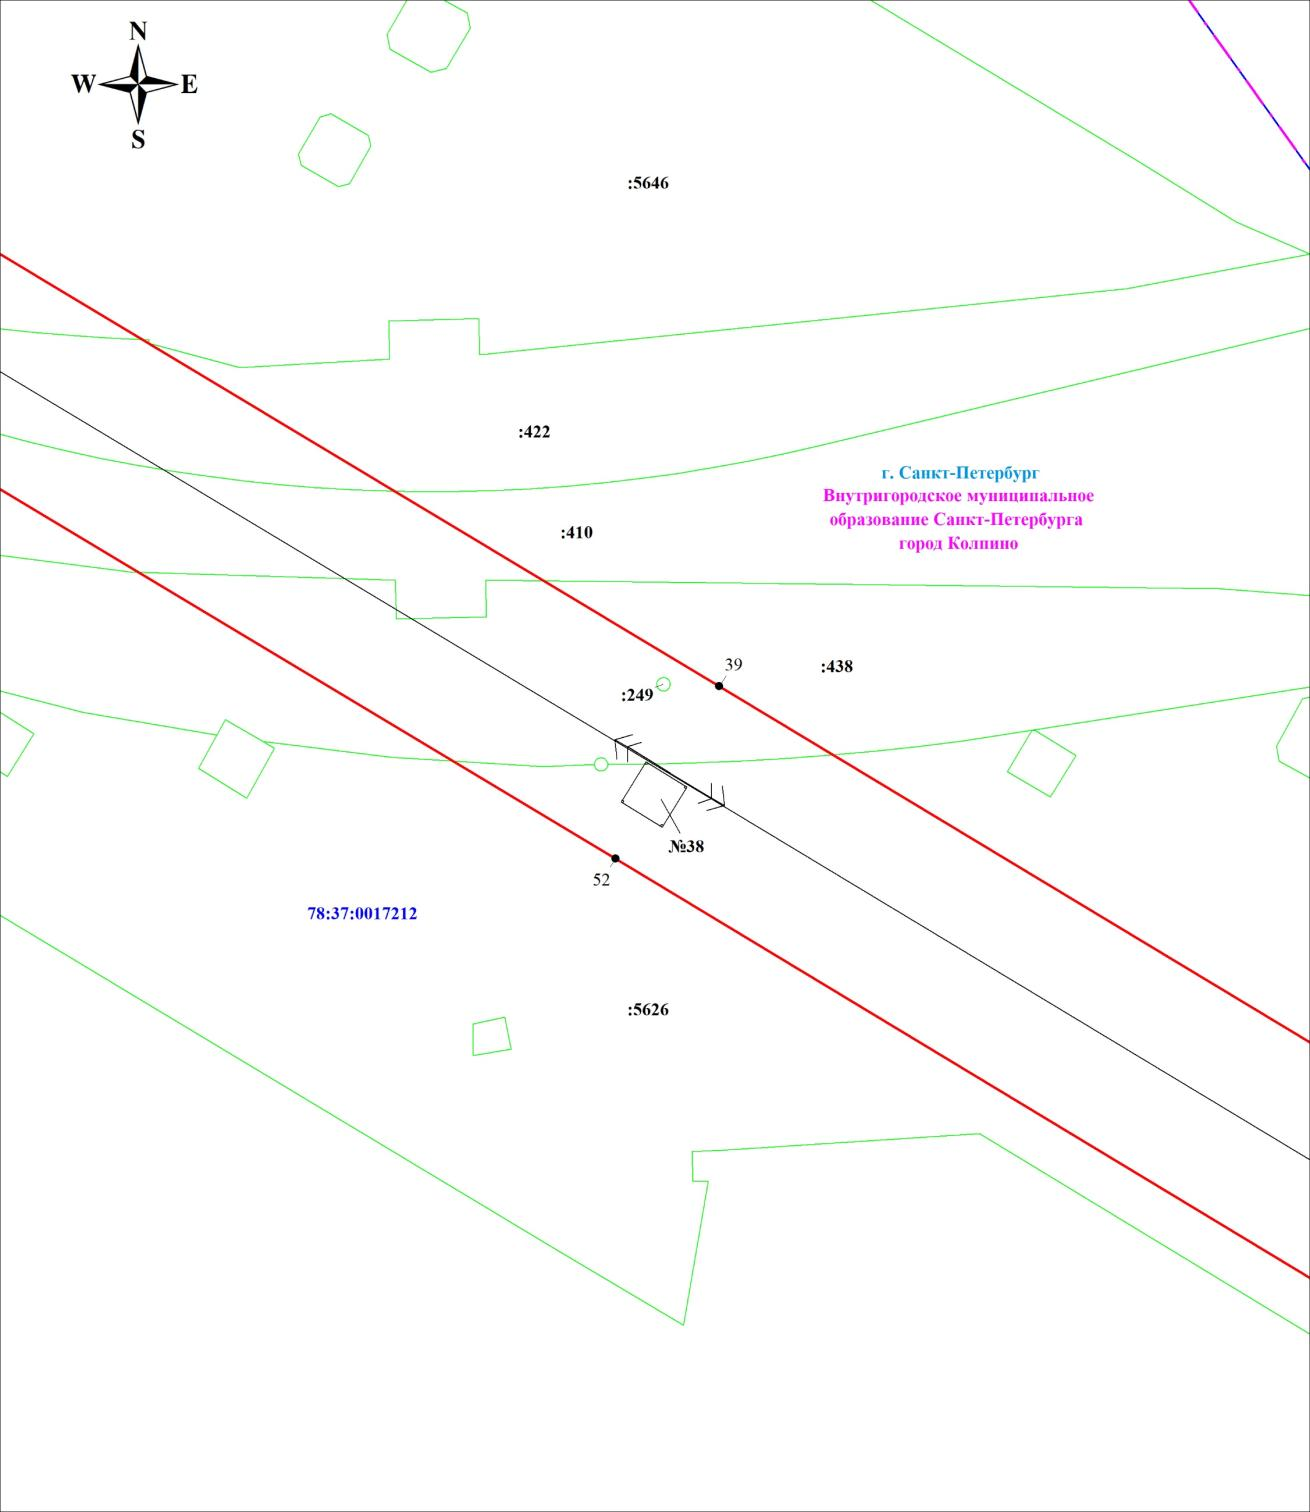 N
W E
S
:5646
:422
г. Санкт-Петербург
Внутригородское муниципальное
образование Санкт-Петербурга
город Колпино
:410
39
:438
:249
№38
52
78:37:0017212
:5626